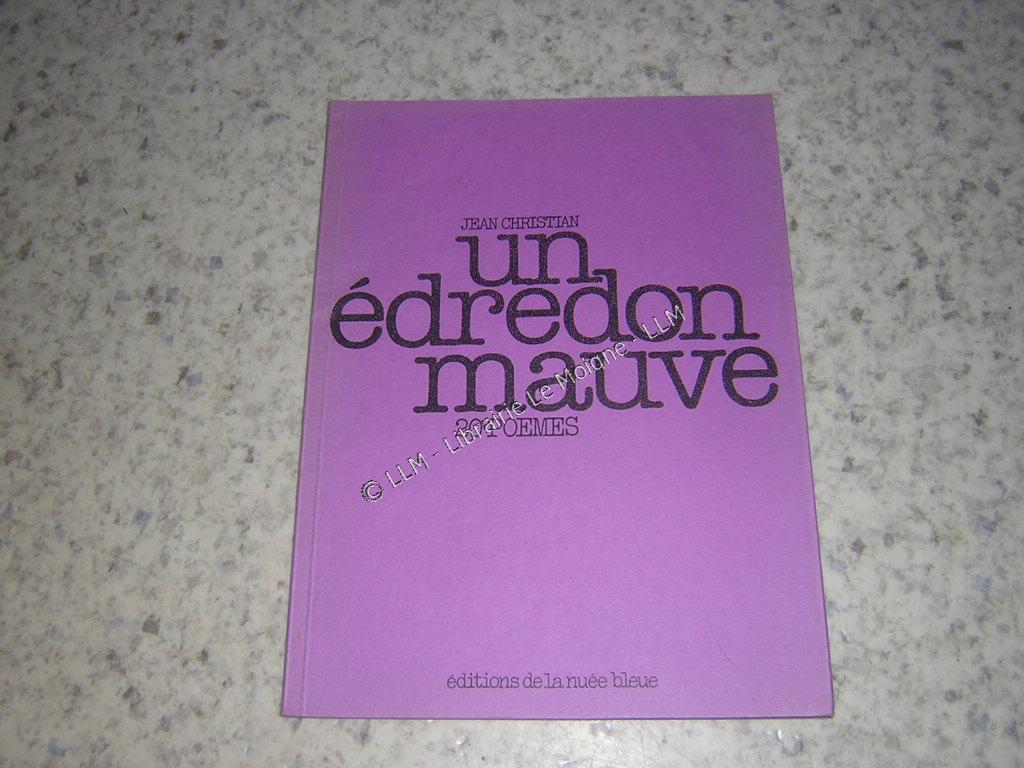 JEAN CHRISTIAN
un
édredon
mauve
POEMES
© LLM - Librairie Le Moigne - LLM
éditions de la nuée bleue